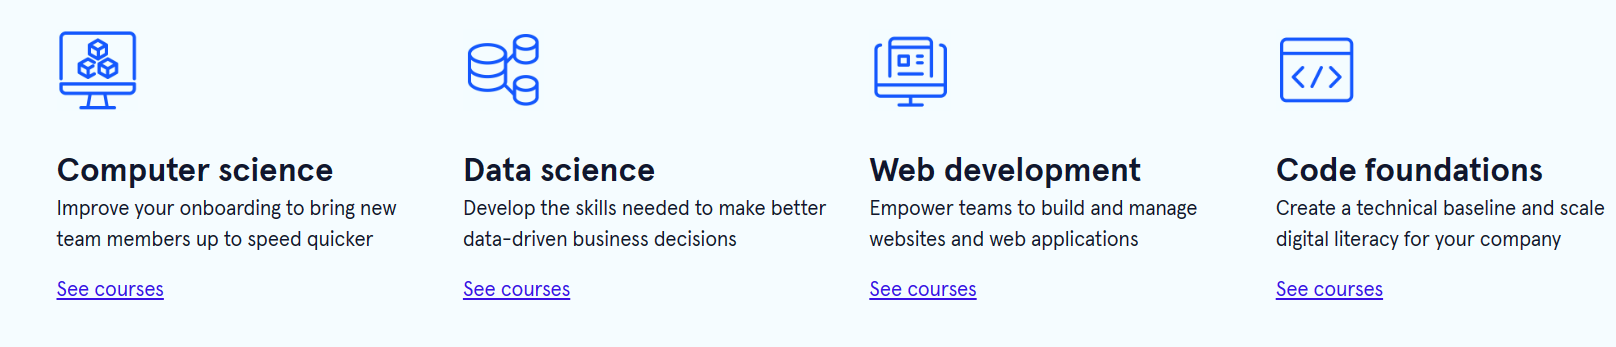 Computer science
Improve your onboarding to bring new
team members up to speed quicker
See courses
Data science
Develop the skills needed to make better
data-driven business decisions
See courses
Web development
Empower teams to build and manage
websites and web applications
See courses
Code foundations
Create a technical baseline and scale
digital literacy for your company
See courses